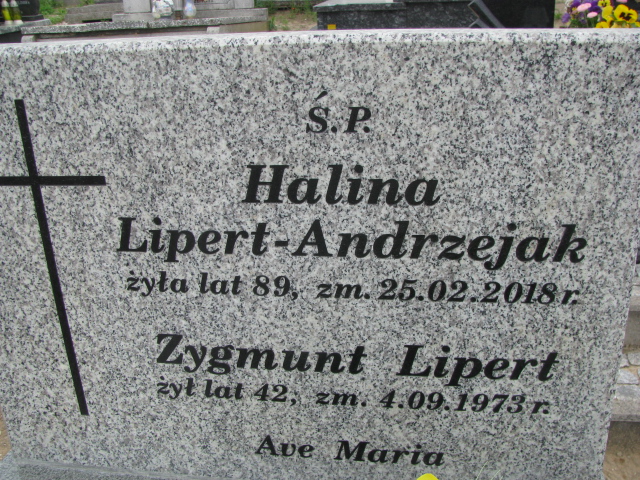 Ś.P.
Halina
Lipert-Andrzejak
żyła lat 89, zm. 25.02.2018 r.
Zygmunt Lipert
żył lat 42, zm. 4.09.1973 r.
Ave Maria